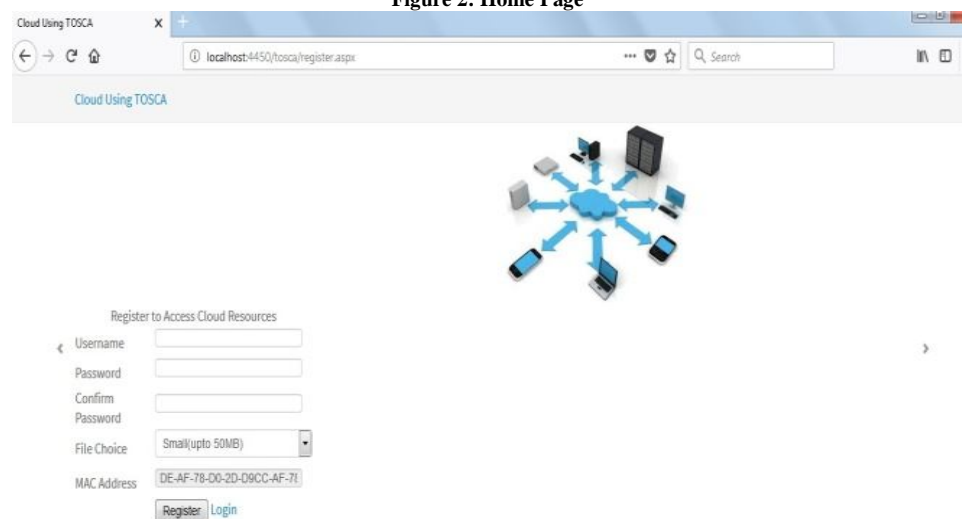 Figure 2: Home Page
Cloud Using TOSCA
localhost:4450/tosca/register.aspx
Search
Cloud Using TOSCA
Register to Access Cloud Resources
Username
Password
Confirm
Password
File Choice Small(upto 50MB)
MAC Address DE-AF-78-D0-2D-D9CC-AF-78
Register Login